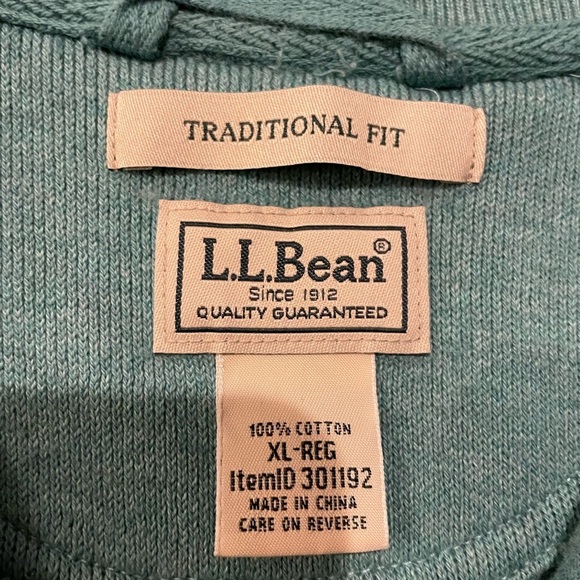 TRADITIONAL FIT
L.L.Bean®
Since 1912
QUALITY GUARANTEED
100% COTTON
XL-REG
ItemID 301192
MADE IN CHINA
CARE ON REVERSE